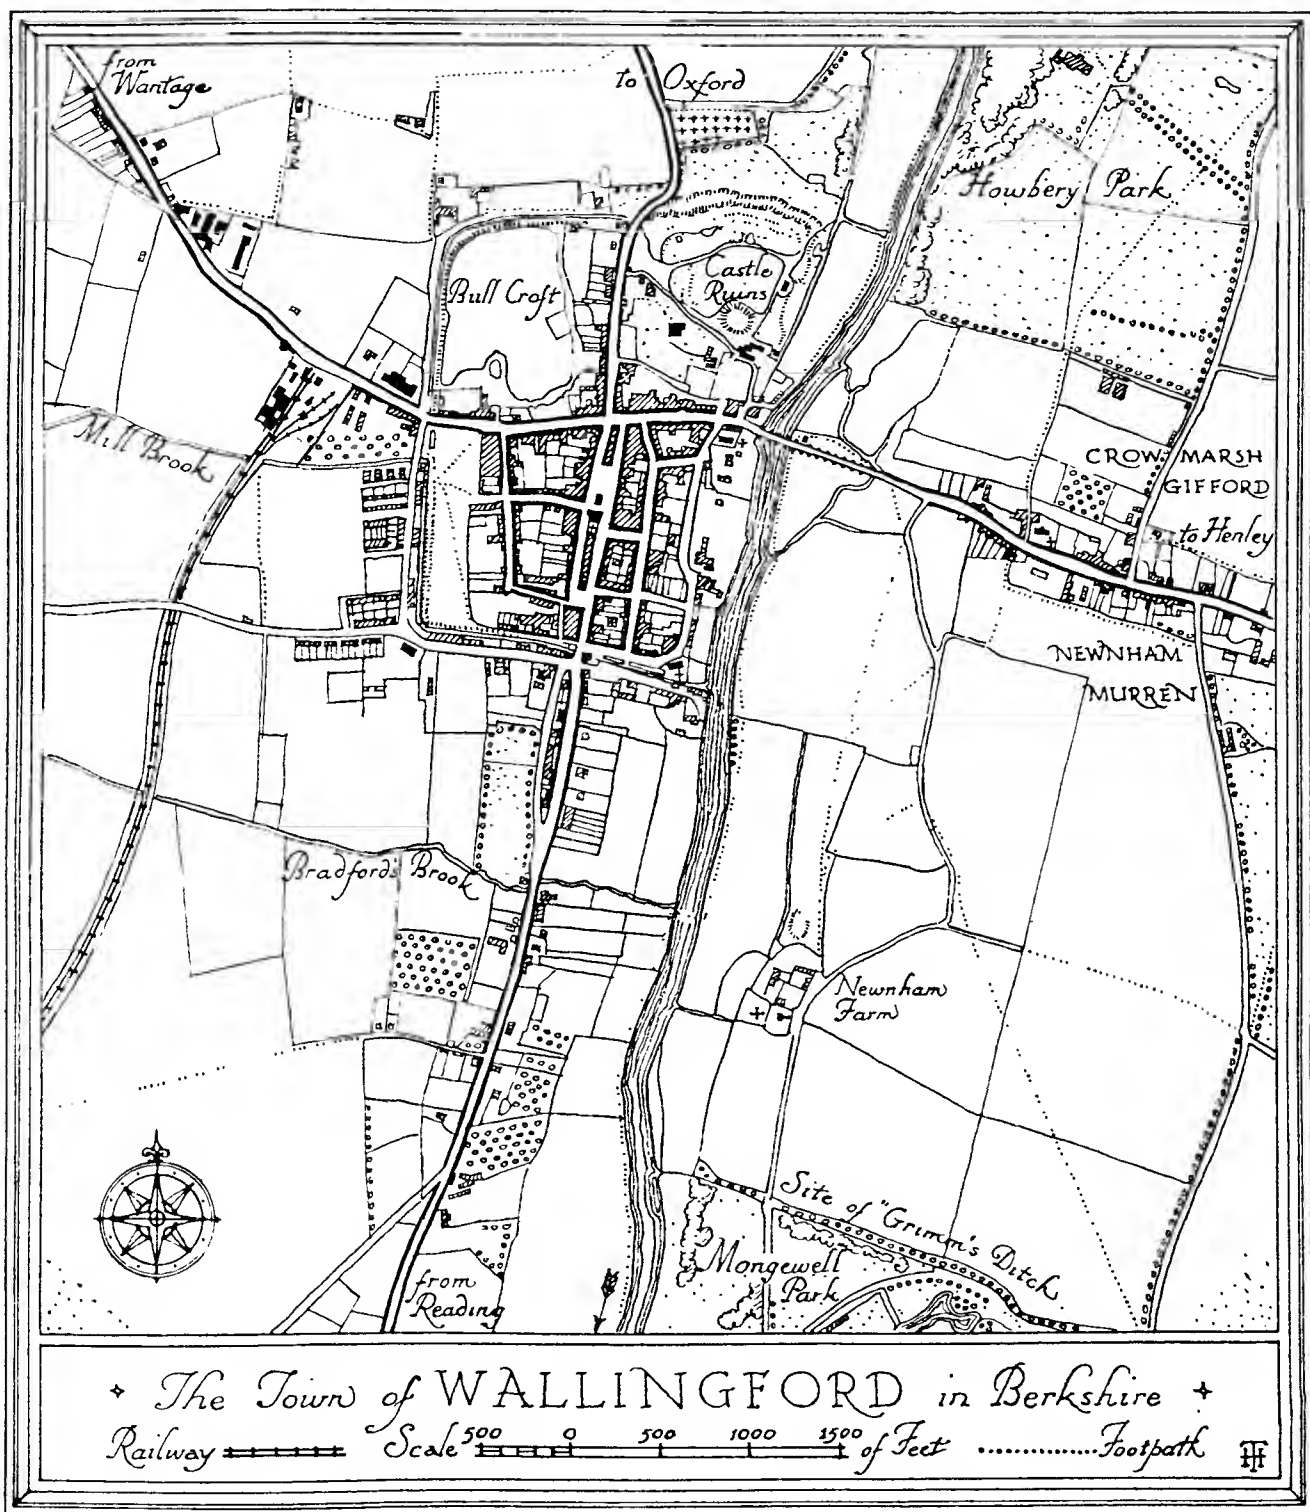 from
Wantage
to Oxford
Howbery Park
Castle
Ruins
Bull Croft
Mill Brook
CROWMARSH
GIFFORD
to Henley
NEWNHAM
MURREN
Bradfords Brook
Newnham
Farm
Site of "Grimm's Ditch
Mongewell
Park
from
Reading
The Town of WALLINGFORD in Berkshire
Railway Scale 500 0 500 1000 1500 of Feet Footpath